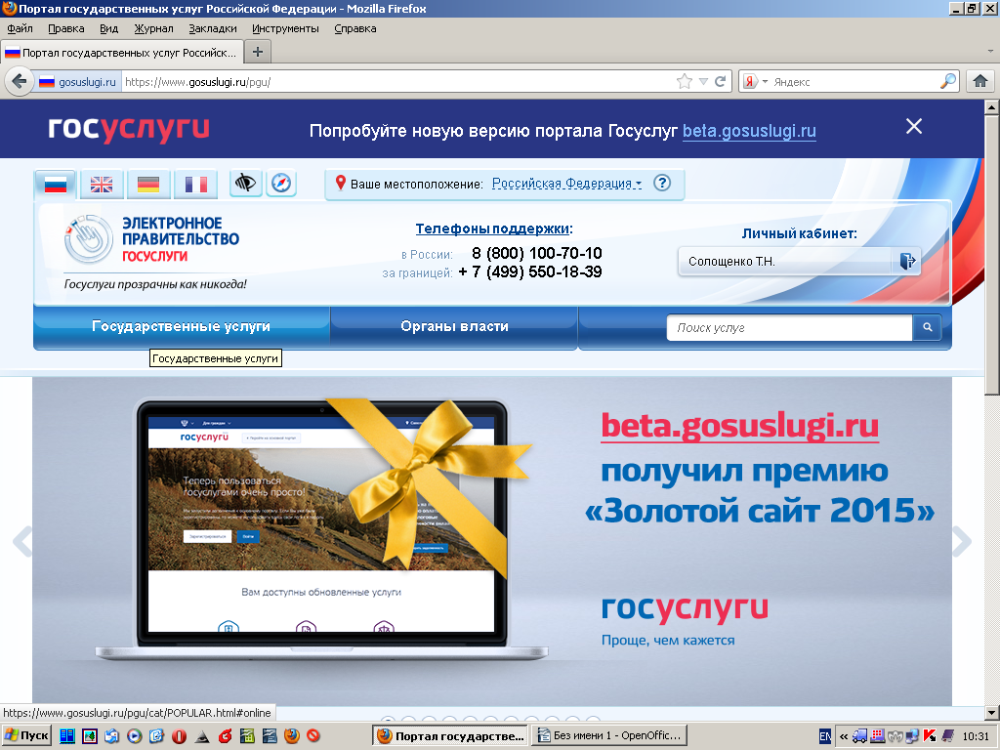 Портал государственных услуг Российской Федерации - Mozilla Firefox
Файл Правка Вид Журнал Закладки Инструменты Справка
Портал государственных услуг Российск...
gosuslugi.ru https://www.gosuslugi.ru/pgu/ Яндекс
госуслуги Попробуйте новую версию портала Госуслуг beta.gosuslugi.ru
Ваше местоположение: Российская Федерация
ЭЛЕКТРОННОЕ
ПРАВИТЕЛЬСТВО
ГОСУСЛУГИ
Госуслуги прозрачны как никогда!
Телефоны поддержки:
в России: 8 (800) 100-70-10
за границей: + 7 (499) 550-18-39
Личный кабинет:
Солощенко Т.Н.
Государственные услуги Органы власти Поиск услуг
Государственные услуги
госуслуги
Теперь пользоваться
госуслугами очень просто!
Зарегистрироваться Войти
Вам доступны обновленные услуги
beta.gosuslugi.ru
получил премию
«Золотой сайт 2015»
госуслуги
Проще, чем кажется
https://www.gosuslugi.ru/pgu/cat/POPULAR.html#online
Пуск Портал государстве... Без имени 1 - OpenOffic... EN « 10:31